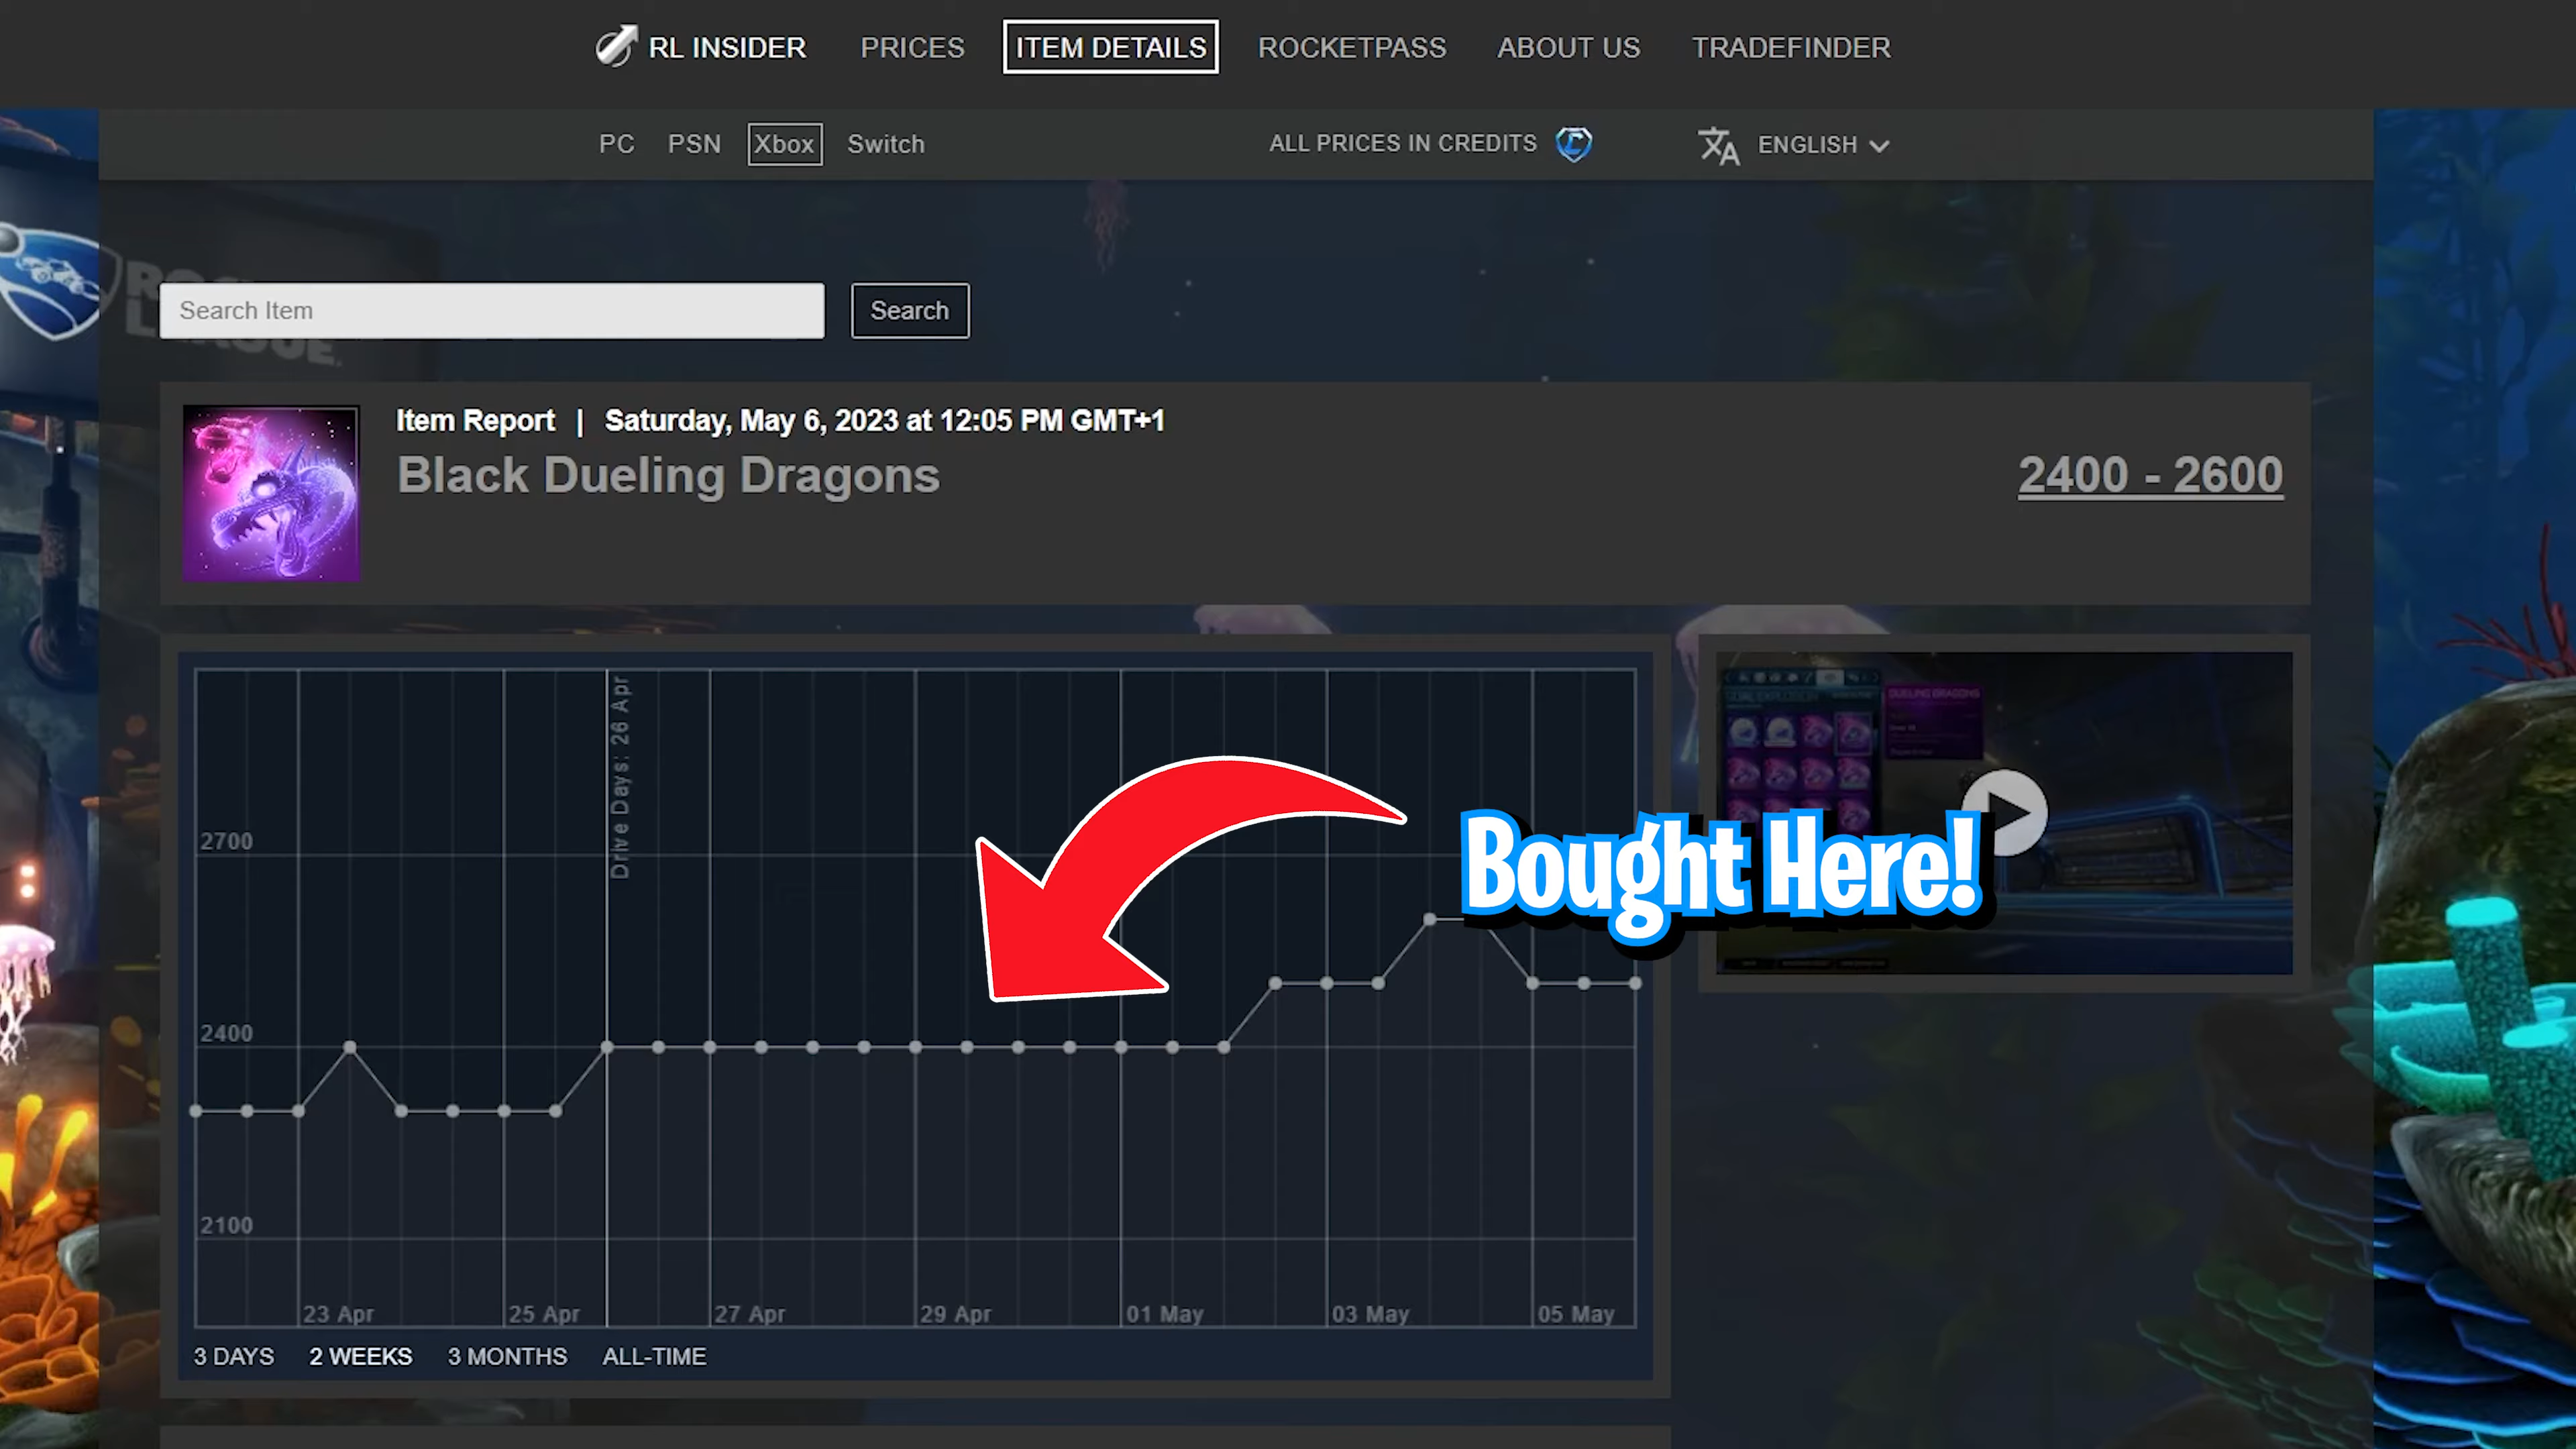 RL INSIDER PRICES ITEM DETAILS ROCKETPASS ABOUT US TRADEFINDER
PC PSN Xbox Switch ALL PRICES IN CREDITS ENGLISH
Search Item Search
Item Report | Saturday, May 6, 2023 at 12:05 PM GMT+1
Black Dueling Dragons
2400 - 2600
Drive Days: 26 Apr
DUELING DRAGONS
2700
Bought Here!
2400
2100
23 Apr 25 Apr 27 Apr 29 Apr 01 May 03 May 05 May
3 DAYS 2 WEEKS 3 MONTHS ALL-TIME